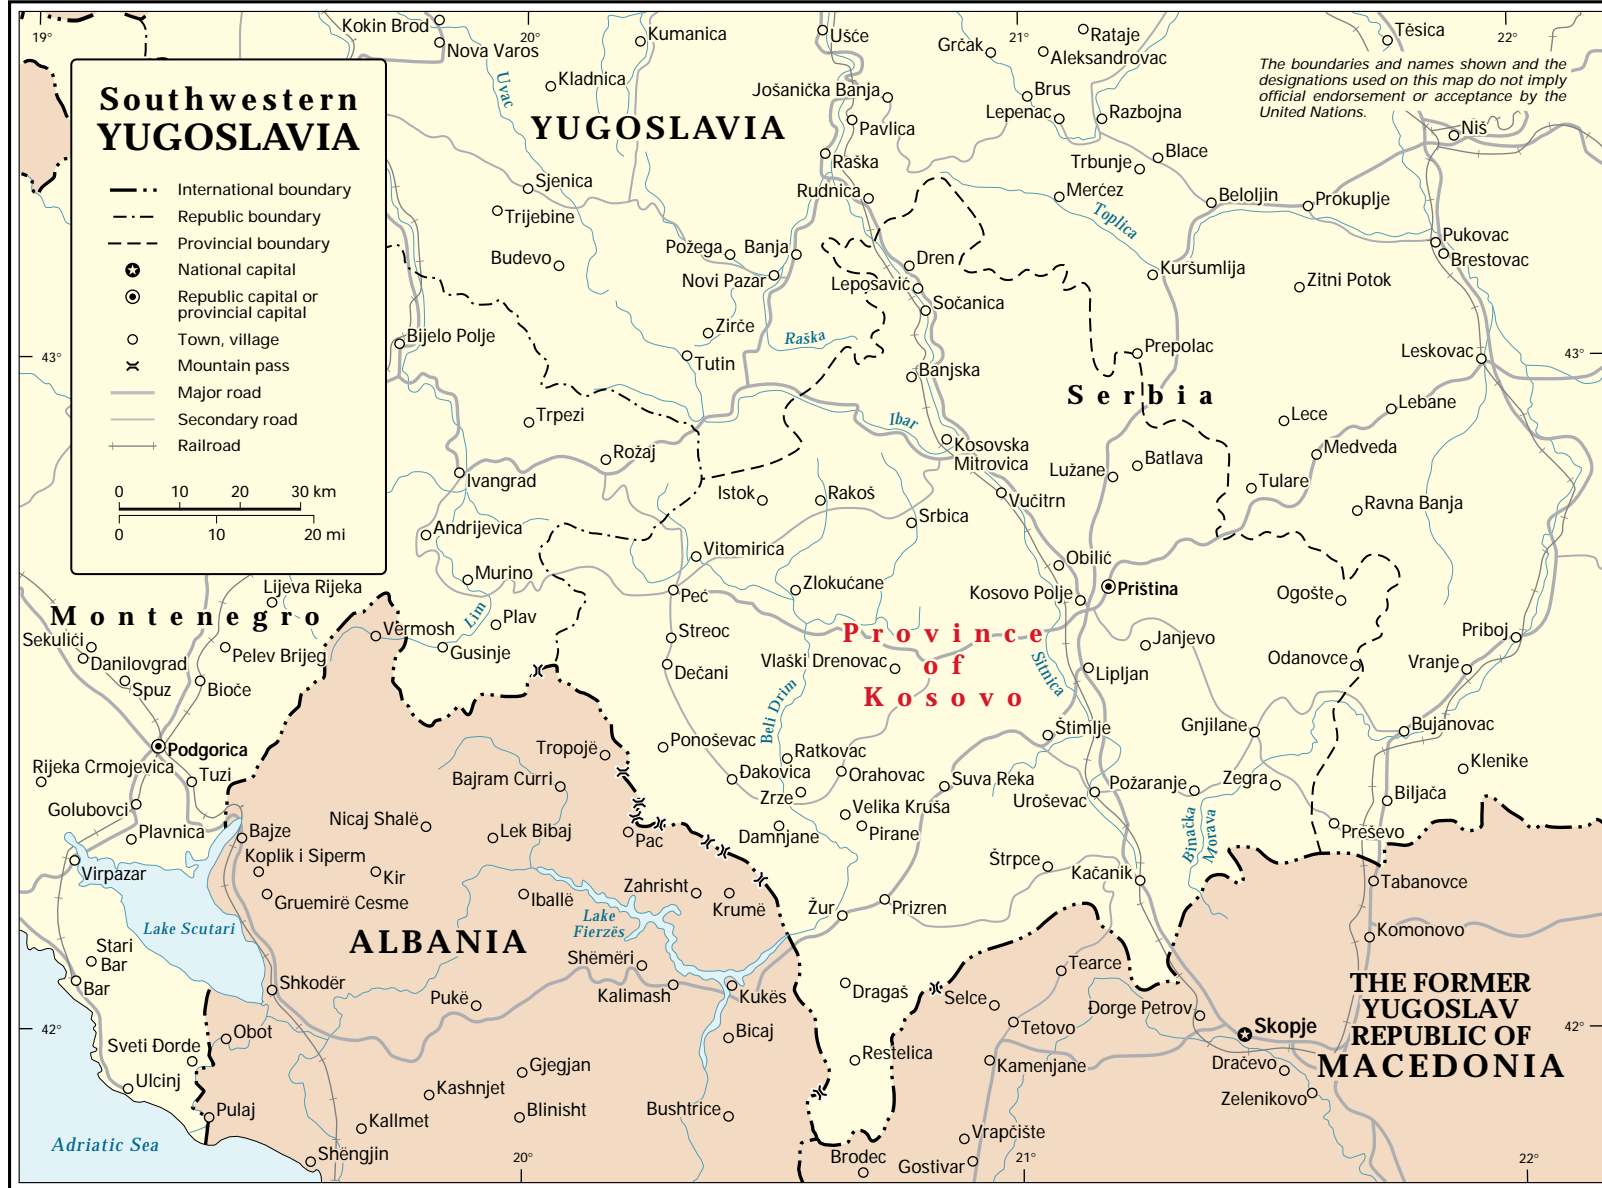 19°
20°
21°
22°
Kokin Brod
Nova Varos
Kumanica
Ušće
Grčak
Rataje
Aleksandrovac
Tĕsica
The boundaries and names shown and the
designations used on this map do not imply
official endorsement or acceptance by the
United Nations.
Southwestern
YUGOSLAVIA
International boundary
Republic boundary
Provincial boundary
National capital
Republic capital or
provincial capital
Town, village
Mountain pass
Major road
Secondary road
Railroad
0 10 20 30 km
0 10 20 mi
Uvac
Kladnica
YUGOSLAVIA
Jošanička Banja
Pavlica
Brus
Lepenac
Razbojna
Niš
Raška
Trbunje
Blace
Sjenica
Trijebine
Rudnica
Merćez
Toplica
Beloljin
Prokuplje
Požega
Banja
Budevo
Novi Pazar
Dren
Lepošavić
Sočanica
Kuršumlija
Pukovac
Brestovac
Zitni Potok
Zirče
Raška
Bijelo Polje
Tutin
43°
Prepolac
Leskovac
43°
Banjska
Serbia
Trpezi
Ibar
Lece
Lebane
Rožaj
Kosovska
Mitrovica
Lužane
Batlava
Medveda
Ivangrad
Istok
Rakoš
Vučitrn
Tulare
Ravna Banja
Srbica
Andrijevica
Vitomirica
Obilić
Murino
Zlokućane
Priština
Lijeva Rijeka
Peć
Kosovo Polje
Ogošte
Montenegro
Lim
Plav
Vermosh
Streoc
Province
of
Kosovo
Janjevo
Priboj
Sekulići
Danilovgrad
Pelev Brijeg
Gusinje
Dečani
Vlaški Drenovac
Sitnica
Lipljan
Odanovce
Vranje
Spuz
Bioče
Beli Drim
Podgorica
Tropojë
Ponoševac
Ratkovac
Štimlje
Gnjilane
Bujanovac
Rijeka Crmojevica
Tuzi
Bajram Curri
Đakovica
Orahovac
Suva Reka
Požaranje
Zegra
Klenike
Golubovci
Zrze
Uroševac
Biljača
Nicaj Shalë
Lek Bibaj
Velika Kruša
Plavnica
Bajze
Pac
Damnjane
Pirane
Binačka
Morava
Preševo
Koplik i Siperm
Štrpce
Virpazar
Kir
Kačanik
Tabanovce
Gruemirë Cesme
Iballë
Zahrisht
Krumë
Žur
Prizren
Lake Scutari
Lake
Fierzës
ALBANIA
Komonovo
Stari
Bar
Shëmëri
Tearce
Bar
Shkodër
Kalimash
Kukës
Dragaš
Selce
THE FORMER
YUGOSLAV
REPUBLIC OF
MACEDONIA
Pukë
Đorge Petrov
42°
Obot
Bicaj
Tetovo
Skopje
42°
Sveti Đorde
Restelica
Kamenjane
Dračevo
Ulcinj
Gjegjan
Kashnjet
Zelenikovo
Pulaj
Kallmet
Blinisht
Bushtrice
Vrapčište
Adriatic Sea
Shëngjin
Brodec
Gostivar
20°
21°
22°